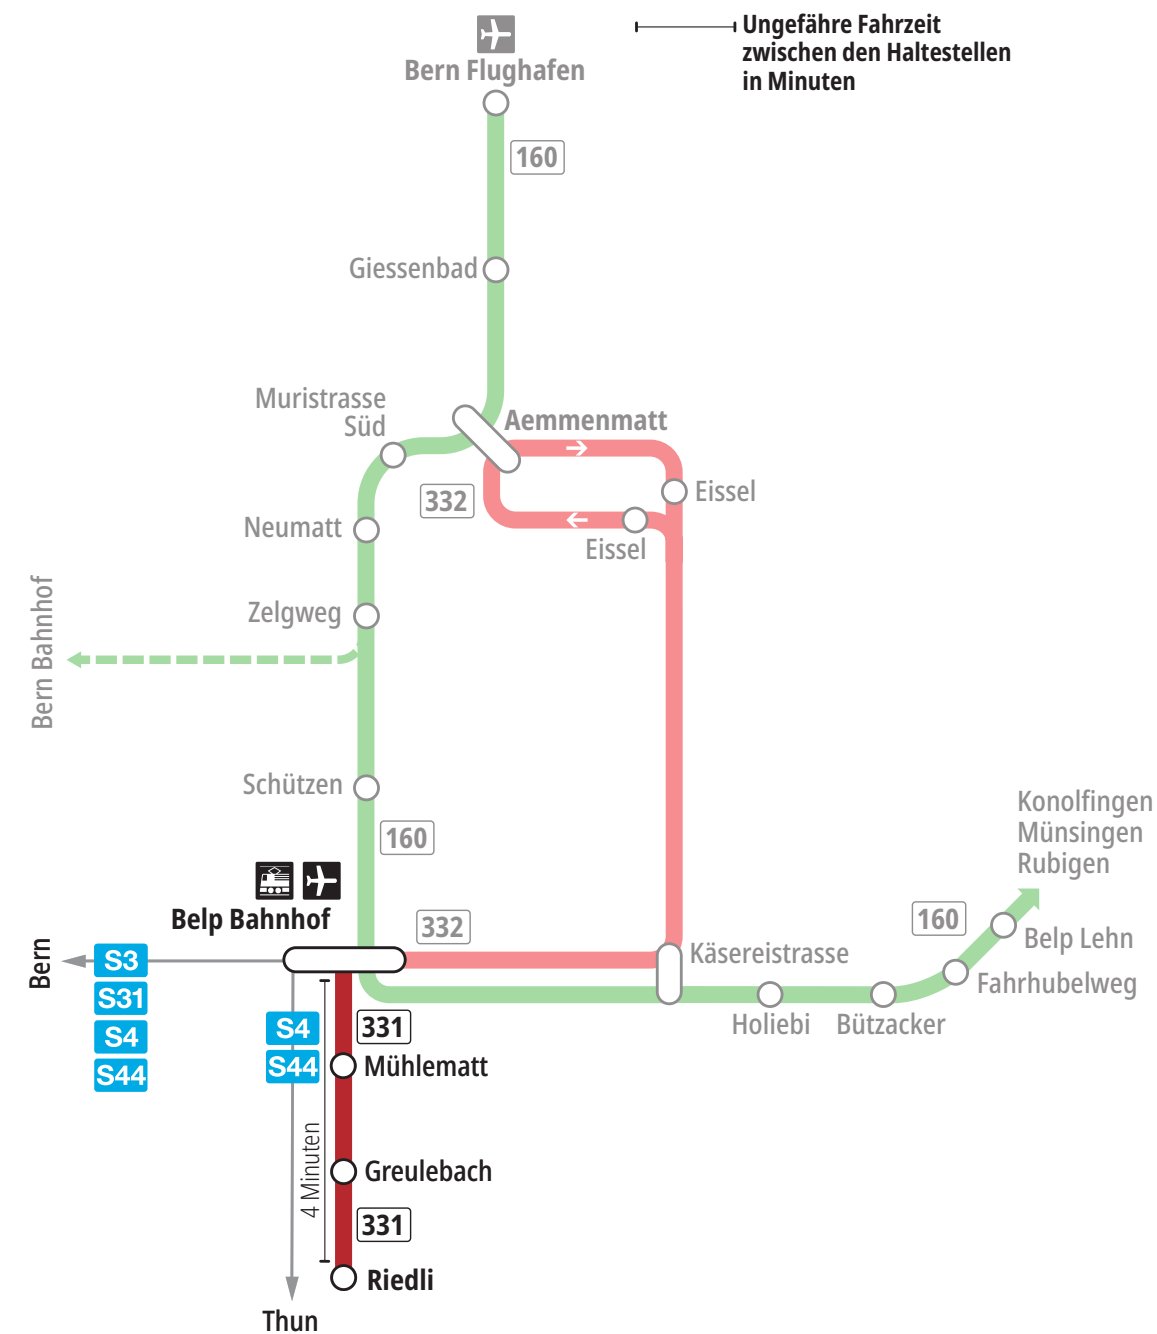 Ungefähre Fahrzeit
zwischen den Haltestellen
in Minuten
Bern Flughafen
160
Giessenbad
Muristrasse
Süd
Aemmenmatt
332
Eissel
Eissel
Neumatt
Zelgweg
Bern Bahnhof
Schützen
160
Konolfingen
Münsingen
Rubigen
Belp Bahnhof
332
160
Käsereistrasse
Belp Lehn
Fahrhubelweg
Holiebi
Bützacker
Bern
S3
S31
S4
S44
S4
S44
331
Mühlematt
4 Minuten
Greulebach
331
Riedli
Thun